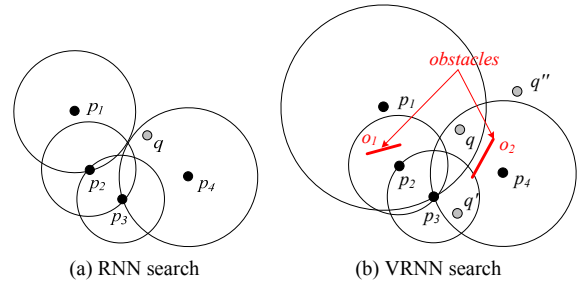 p1
p2
p3
q
p4
(a) RNN search
obstacles
q''
p1
o1
q
o2
p2
p4
p3
q'
(b) VRNN search